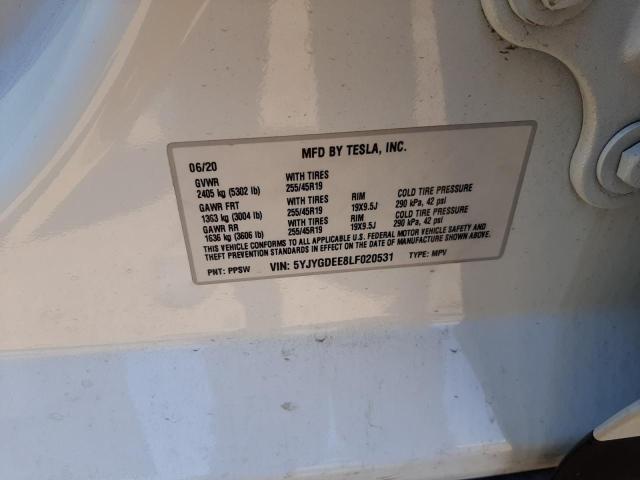 MFD BY TESLA, INC.
06/20
GVWR WITH TIRES
2405 kg (5302 lb) 255/45R19
GAWR FRT WITH TIRES RIM COLD TIRE PRESSURE
1363 kg (3004 lb) 255/45R19 19X9.5J 290 kPa, 42 psi
GAWR RR WITH TIRES RIM COLD TIRE PRESSURE
1636 kg (3606 lb) 255/45R19 19X9.5J 290 kPa, 42 psi
THIS VEHICLE CONFORMS TO ALL APPLICABLE U.S. FEDERAL MOTOR VEHICLE SAFETY AND
THEFT PREVENTION STANDARDS IN EFFECT ON THE DATE OF MANUFACTURE SHOWN ABOVE.
PNT: PPSW VIN: 5YJYGDEE8LF020531 TYPE: MPV